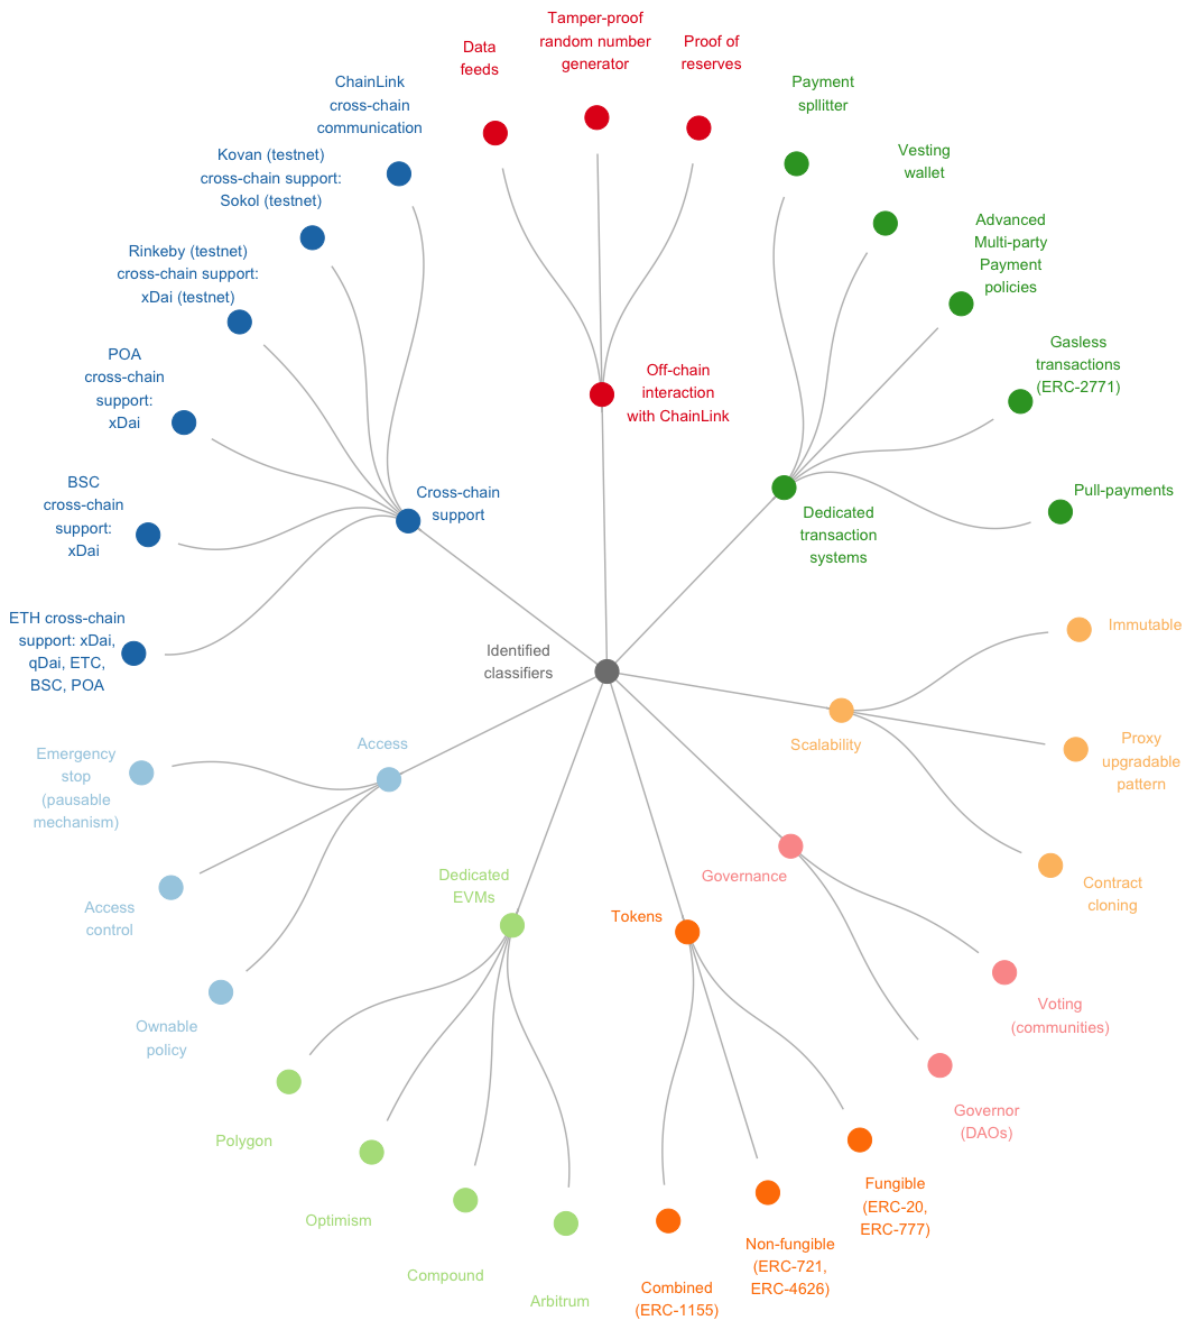 Tamper-proof
random number
generator
Data
feeds
Proof of
reserves
ChainLink
cross-chain
communication
Payment
spllitter
Kovan (testnet)
cross-chain support:
Sokol (testnet)
Vesting
wallet
Rinkeby (testnet)
cross-chain support:
xDai (testnet)
Advanced
Multi-party
Payment
policies
POA
cross-chain
support:
xDai
Off-chain
interaction
with ChainLink
Gasless
transactions
(ERC-2771)
BSC
cross-chain
support:
xDai
Cross-chain
support
Dedicated
transaction
systems
Pull-payments
ETH cross-chain
support: xDai,
qDai, ETC,
BSC, POA
Identified
classifiers
Immutable
Scalability
Proxy
upgradable
pattern
Contract
cloning
Access
Emergency
stop
(pausable
mechanism)
Access
control
Ownable
policy
Governance
Voting
(communities)
Governor
(DAOs)
Dedicated
EVMs
Polygon
Optimism
Compound
Arbitrum
Tokens
Combined
(ERC-1155)
Non-fungible
(ERC-721,
ERC-4626)
Fungible
(ERC-20,
ERC-777)